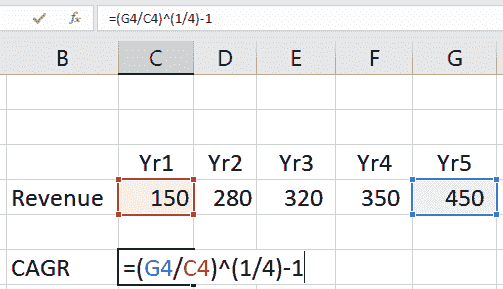 fx =(G4/C4)^(1/4)-1
B C D E F G
Yr1 Yr2 Yr3 Yr4 Yr5
Revenue 150 280 320 350 450
CAGR =(G4/C4)^(1/4)-1